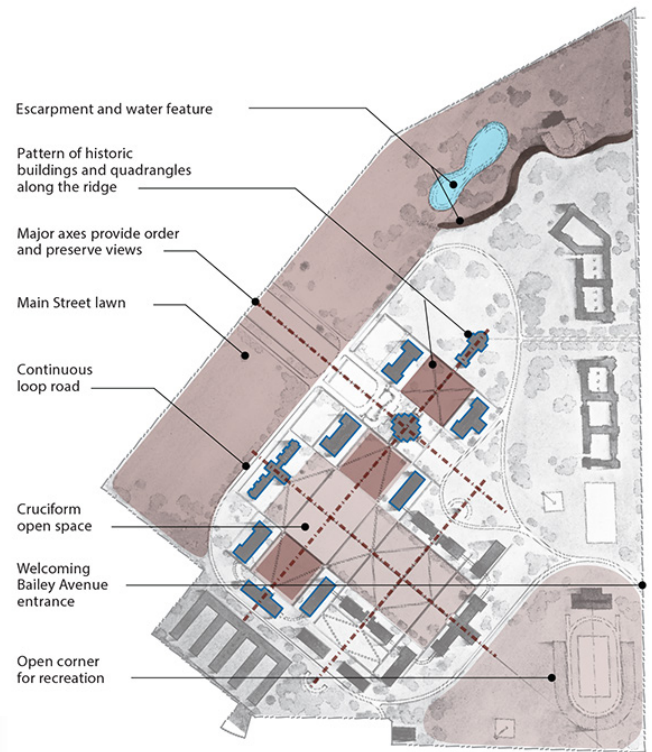 Escarpment and water feature
Pattern of historic
buildings and quadrangles
along the ridge
Major axes provide order
and preserve views
Main Street lawn
Continuous
loop road
Cruciform
open space
Welcoming
Bailey Avenue
entrance
Open corner
for recreation